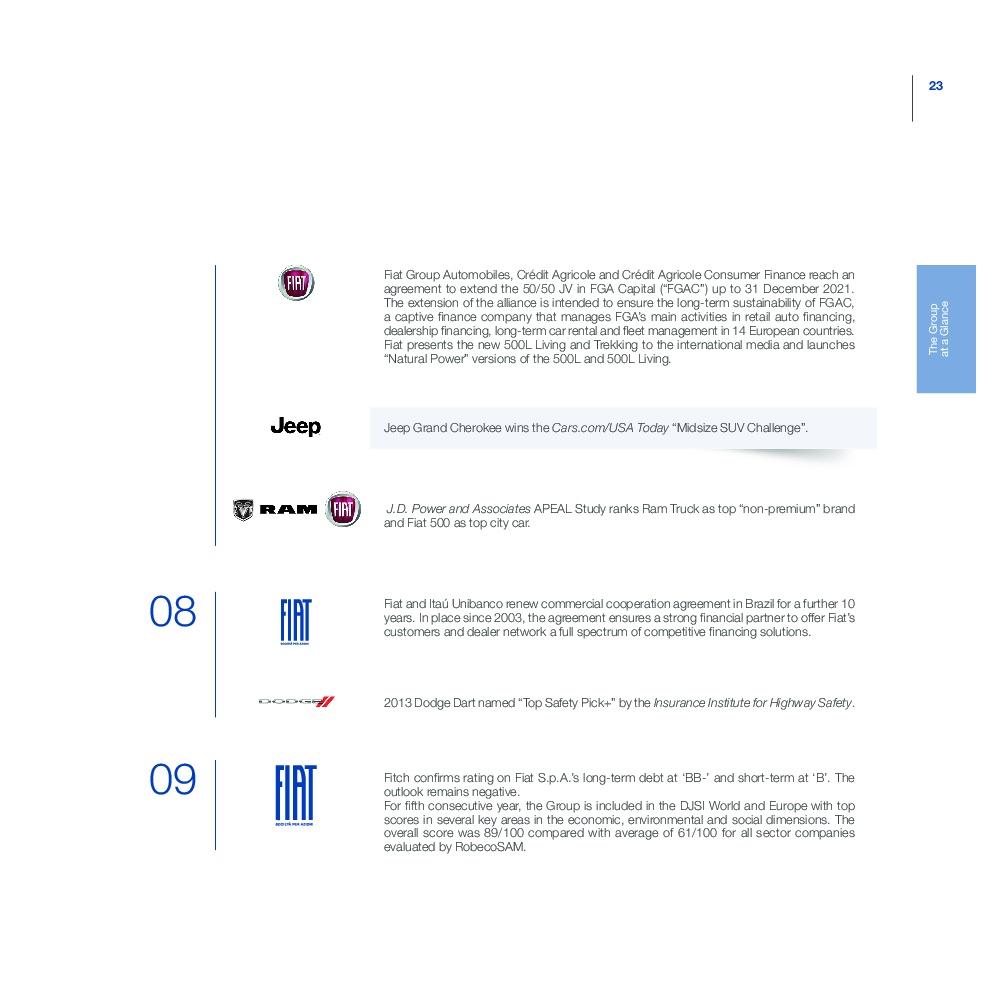 23
The Group
at a Glance
FIAT
Fiat Group Automobiles, Crédit Agricole and Crédit Agricole Consumer Finance reach an
agreement to extend the 50/50 JV in FGA Capital (“FGAC”) up to 31 December 2021.
The extension of the alliance is intended to ensure the long-term sustainability of FGAC,
a captive finance company that manages FGA’s main activities in retail auto financing,
dealership financing, long-term car rental and fleet management in 14 European countries.
Fiat presents the new 500L Living and Trekking to the international media and launches
“Natural Power” versions of the 500L and 500L Living.
Jeep
Jeep Grand Cherokee wins the Cars.com/USA Today “Midsize SUV Challenge”.
RAM FIAT
J.D. Power and Associates APEAL Study ranks Ram Truck as top “non-premium” brand
and Fiat 500 as top city car.
08
FIAT
SOCIETÀ PER AZIONI
Fiat and Itaú Unibanco renew commercial cooperation agreement in Brazil for a further 10
years. In place since 2003, the agreement ensures a strong financial partner to offer Fiat’s
customers and dealer network a full spectrum of competitive financing solutions.
DODGE
2013 Dodge Dart named “Top Safety Pick+” by the Insurance Institute for Highway Safety.
09
FIAT
SOCIETÀ PER AZIONI
Fitch confirms rating on Fiat S.p.A.’s long-term debt at ‘BB-’ and short-term at ‘B’. The
outlook remains negative.
For fifth consecutive year, the Group is included in the DJSI World and Europe with top
scores in several key areas in the economic, environmental and social dimensions. The
overall score was 89/100 compared with average of 61/100 for all sector companies
evaluated by RobecoSAM.